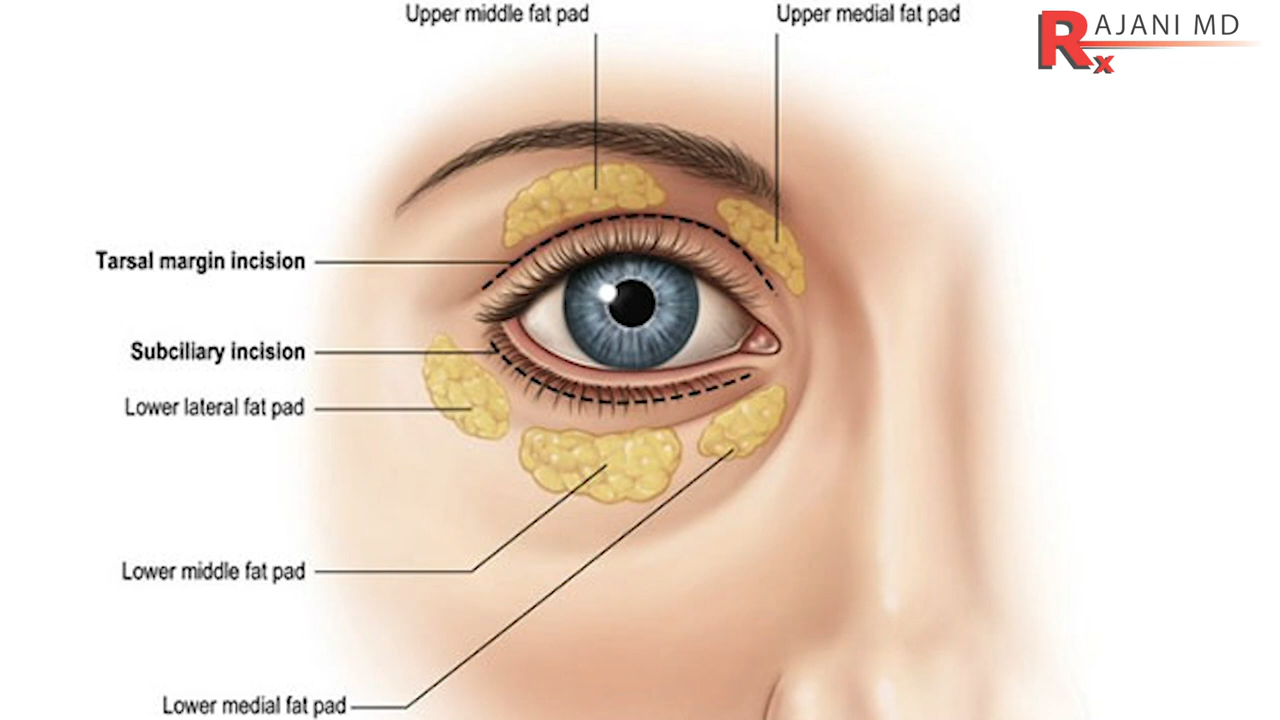 Upper middle fat pad
Upper medial fat pad
RX AJANI MD
Tarsal margin incision
Subciliary incision
Lower lateral fat pad
Lower middle fat pad
Lower medial fat pad